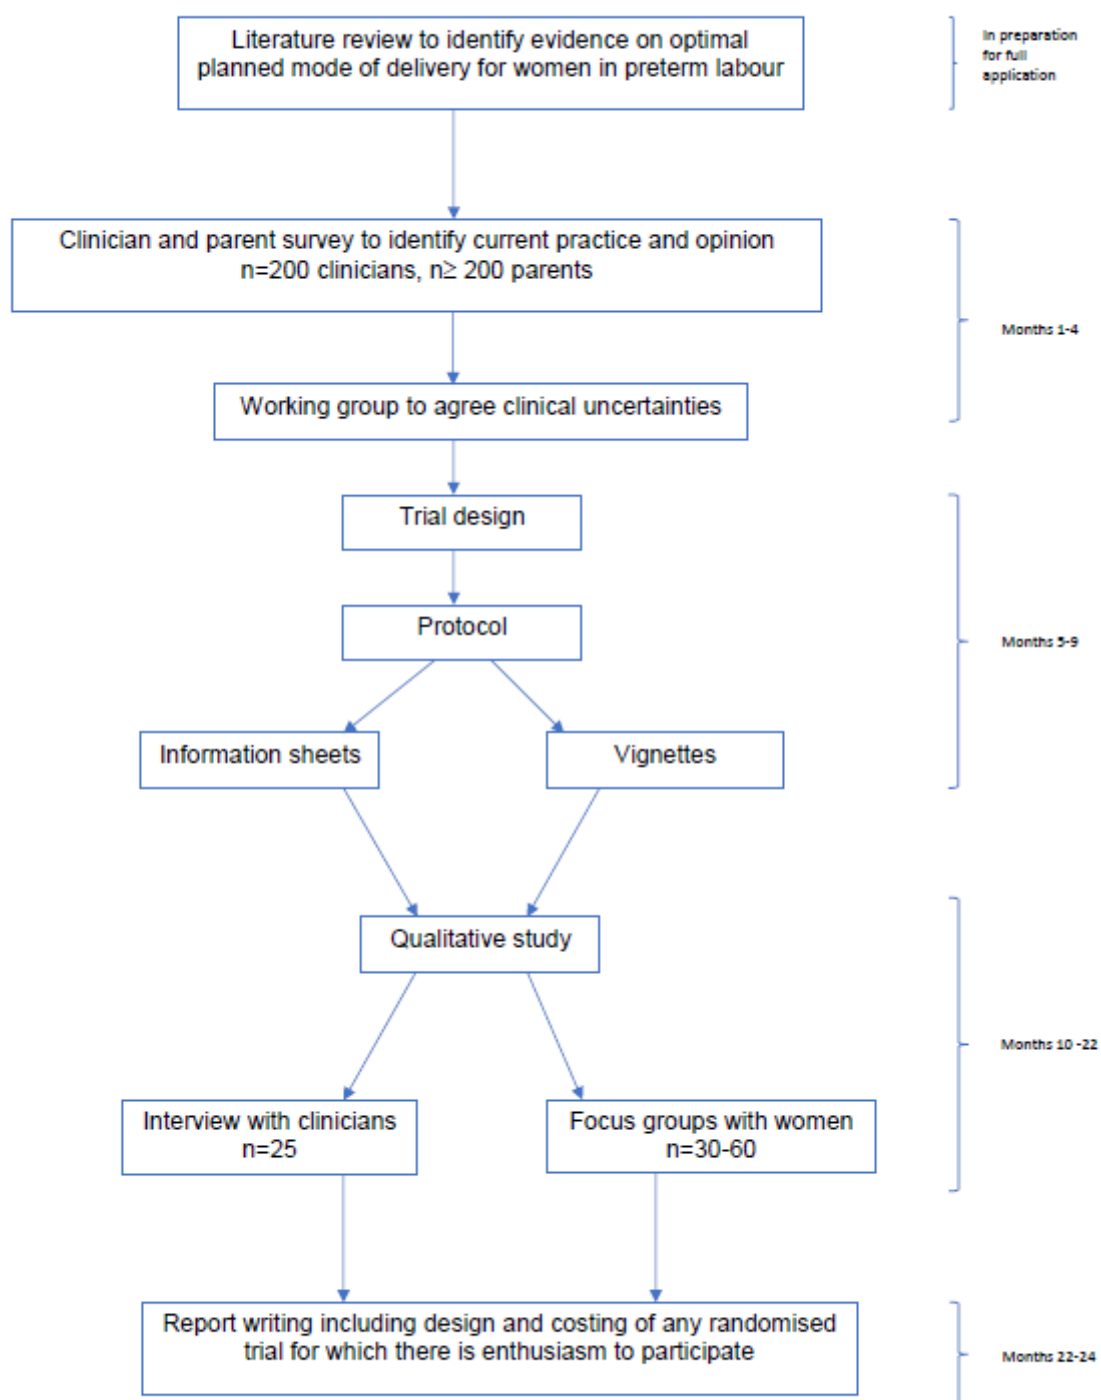 Literature review to identify evidence on optimal
planned mode of delivery for women in preterm labour
In preparation
for full
application
Clinician and parent survey to identify current practice and opinion
n=200 clinicians, n≥ 200 parents
Months 1-4
Working group to agree clinical uncertainties
Trial design
Protocol
Months 5-9
Information sheets
Vignettes
Qualitative study
Months 10 -22
Interview with clinicians
n=25
Focus groups with women
n=30-60
Report writing including design and costing of any randomised
trial for which there is enthusiasm to participate
Months 22-24